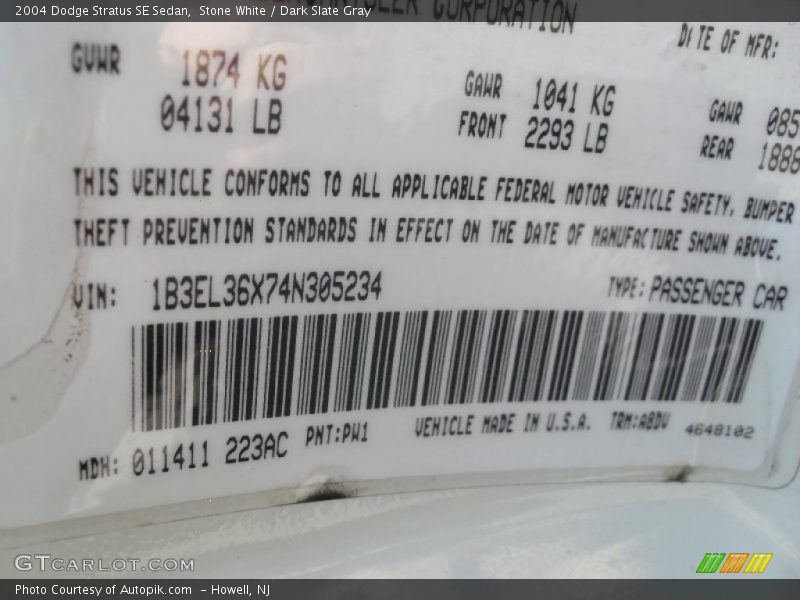 2004 Dodge Stratus SE Sedan, Stone White / Dark Slate Gray
CORPORATION
GVWR 1874 KG
04131 LB
GAWR 1041 KG
FRONT 2293 LB
DATE OF MFR:
GAWR 085
REAR 1886
THIS VEHICLE CONFORMS TO ALL APPLICABLE FEDERAL MOTOR VEHICLE SAFETY, BUMPER
THEFT PREVENTION STANDARDS IN EFFECT ON THE DATE OF MANUFACTURE SHOWN ABOVE.
VIN: 1B3EL36X74N305234 TYPE: PASSENGER CAR
MDH: 011411 223AC PNT:PW1 VEHICLE MADE IN U.S.A. TRM:ABDV 4648102
GTCARLOT.COM
Photo Courtesy of Autopik.com - Howell, NJ